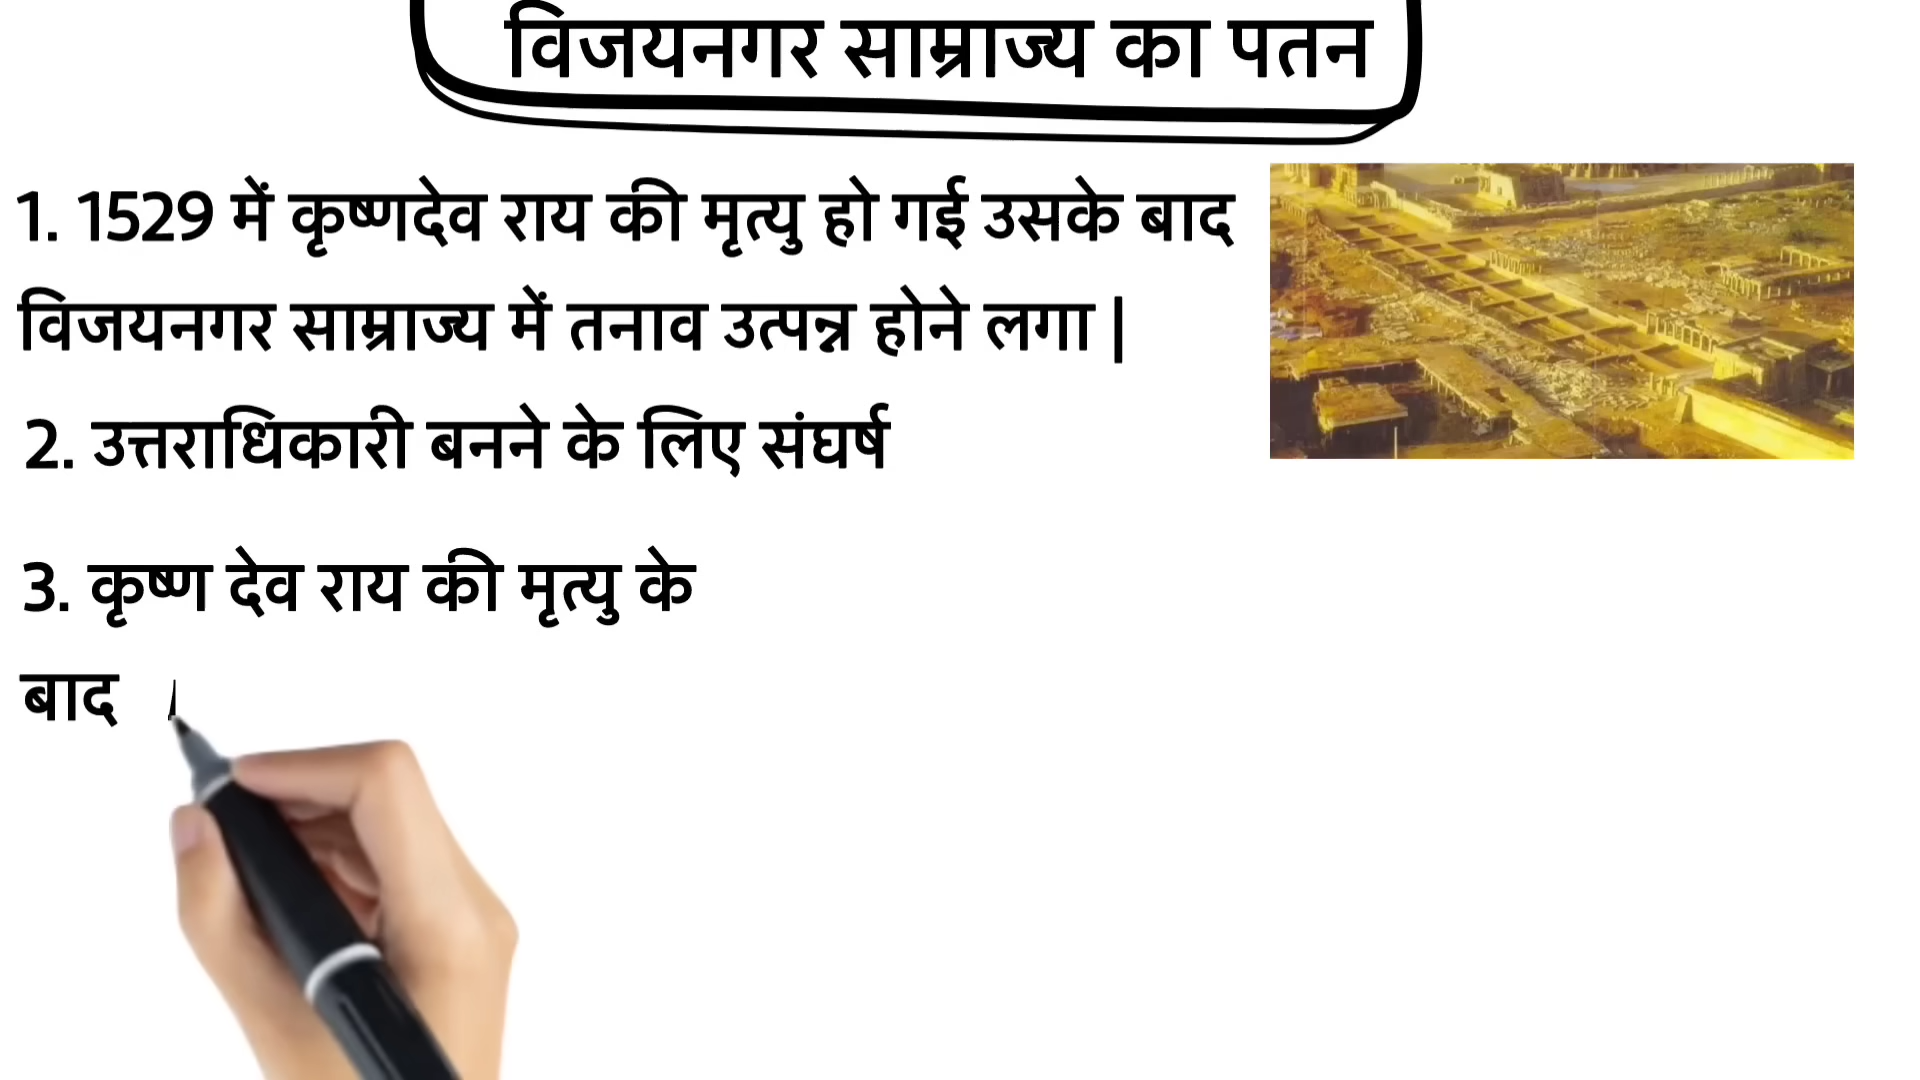 विजयनगर साम्राज्य का पतन
1. 1529 में कृष्णदेव राय की मृत्यु हो गई उसके बाद
विजयनगर साम्राज्य में तनाव उत्पन्न होने लगा |
2. उत्तराधिकारी बनने के लिए संघर्ष
3. कृष्ण देव राय की मृत्यु के
बाद